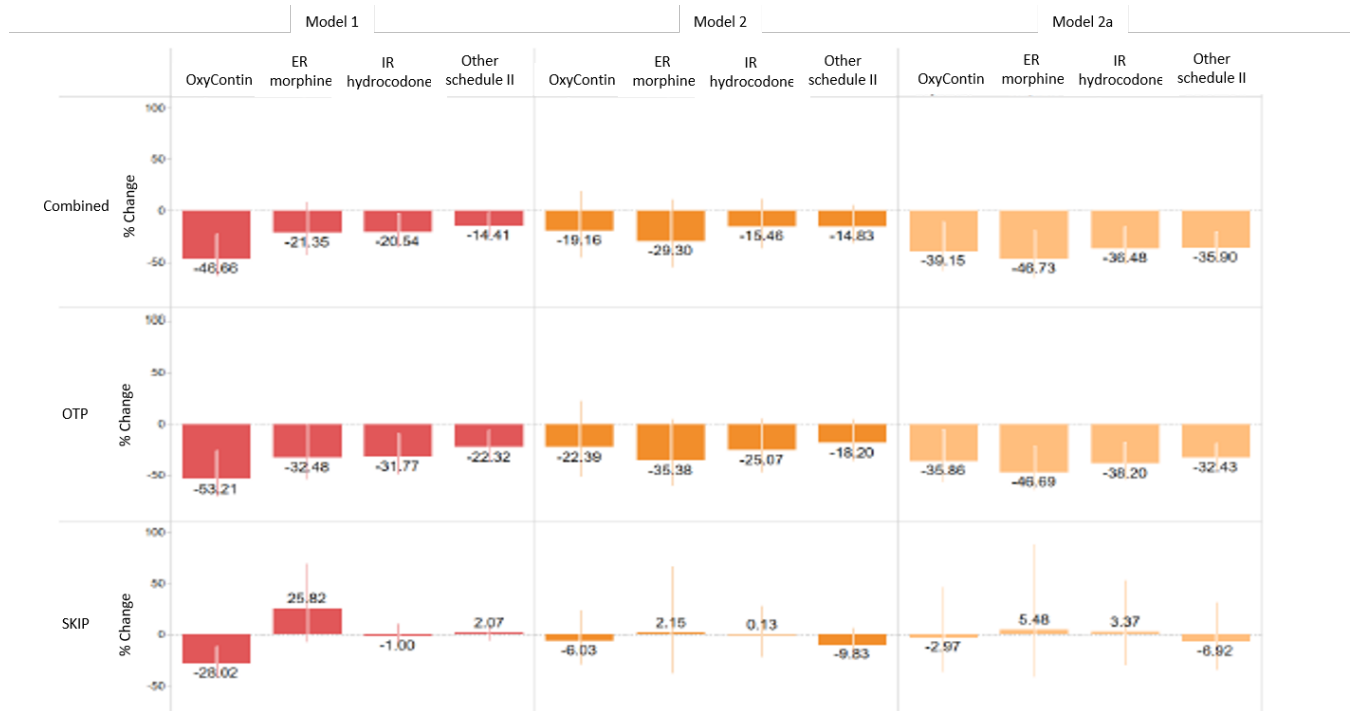 Model 1 Model 2 Model 2a
OxyContin ER morphine IR hydrocodone Other schedule II OxyContin ER morphine IR hydrocodone Other schedule II OxyContin ER morphine IR hydrocodone Other schedule II
Combined
% Change
100
50
0
-50
-46.66 -21.35 -20.54 -14.41 -19.16 -29.30 -15.46 -14.83 -39.15 -46.73 -36.48 -35.90
OTP
% Change
100
50
0
-50
-53.21 -32.48 -31.77 -22.32 -22.39 -35.38 -25.07 -18.20 -35.86 -46.69 -38.20 -32.43
SKIP
% Change
100
50
0
-50
-28.02 25.82 -1.00 2.07 -6.03 2.15 0.13 -9.83 -2.97 5.48 3.37 -6.92